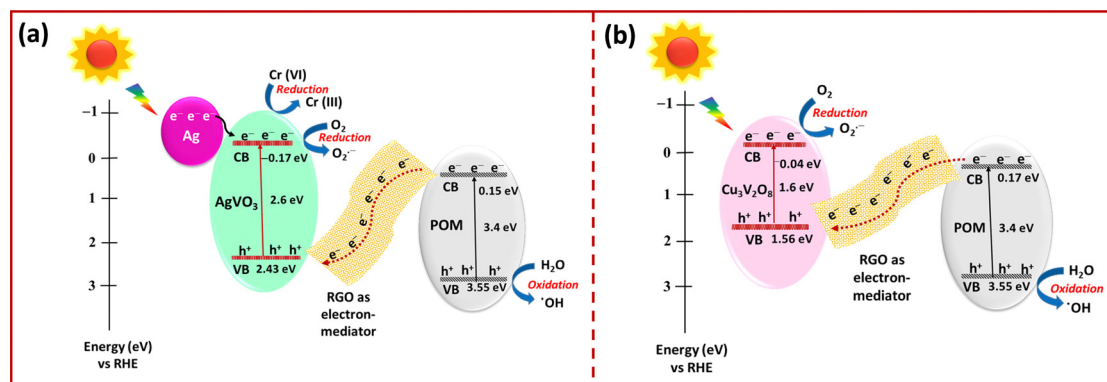 (a)
Cr (VI)
Reduction
Cr (III)
−1
e⁻ e⁻ e⁻
Ag
O₂
Reduction
O₂·⁻
e⁻ e⁻ e⁻
CB
−0.17 eV
0
AgVO₃
2.6 eV
1
2
h⁺ h⁺ h⁺
VB 2.43 eV
3
Energy (eV)
vs RHE
e⁻ e⁻ e⁻ e⁻ e⁻ e⁻
RGO as
electron-
mediator
e⁻ e⁻ e⁻
CB
0.15 eV
POM
3.4 eV
h⁺ h⁺ h⁺
VB 3.55 eV
H₂O
Oxidation
·OH
(b)
O₂
Reduction
O₂·⁻
−1
e⁻ e⁻ e⁻
CB
−0.04 eV
0
Cu₃V₂O₈
1.6 eV
1
h⁺ h⁺ h⁺
VB 1.56 eV
2
3
Energy (eV)
vs RHE
e⁻ e⁻ e⁻ e⁻ e⁻ e⁻
RGO as
electron-
mediator
e⁻ e⁻ e⁻
CB
0.17 eV
POM
3.4 eV
h⁺ h⁺ h⁺
VB 3.55 eV
H₂O
Oxidation
·OH